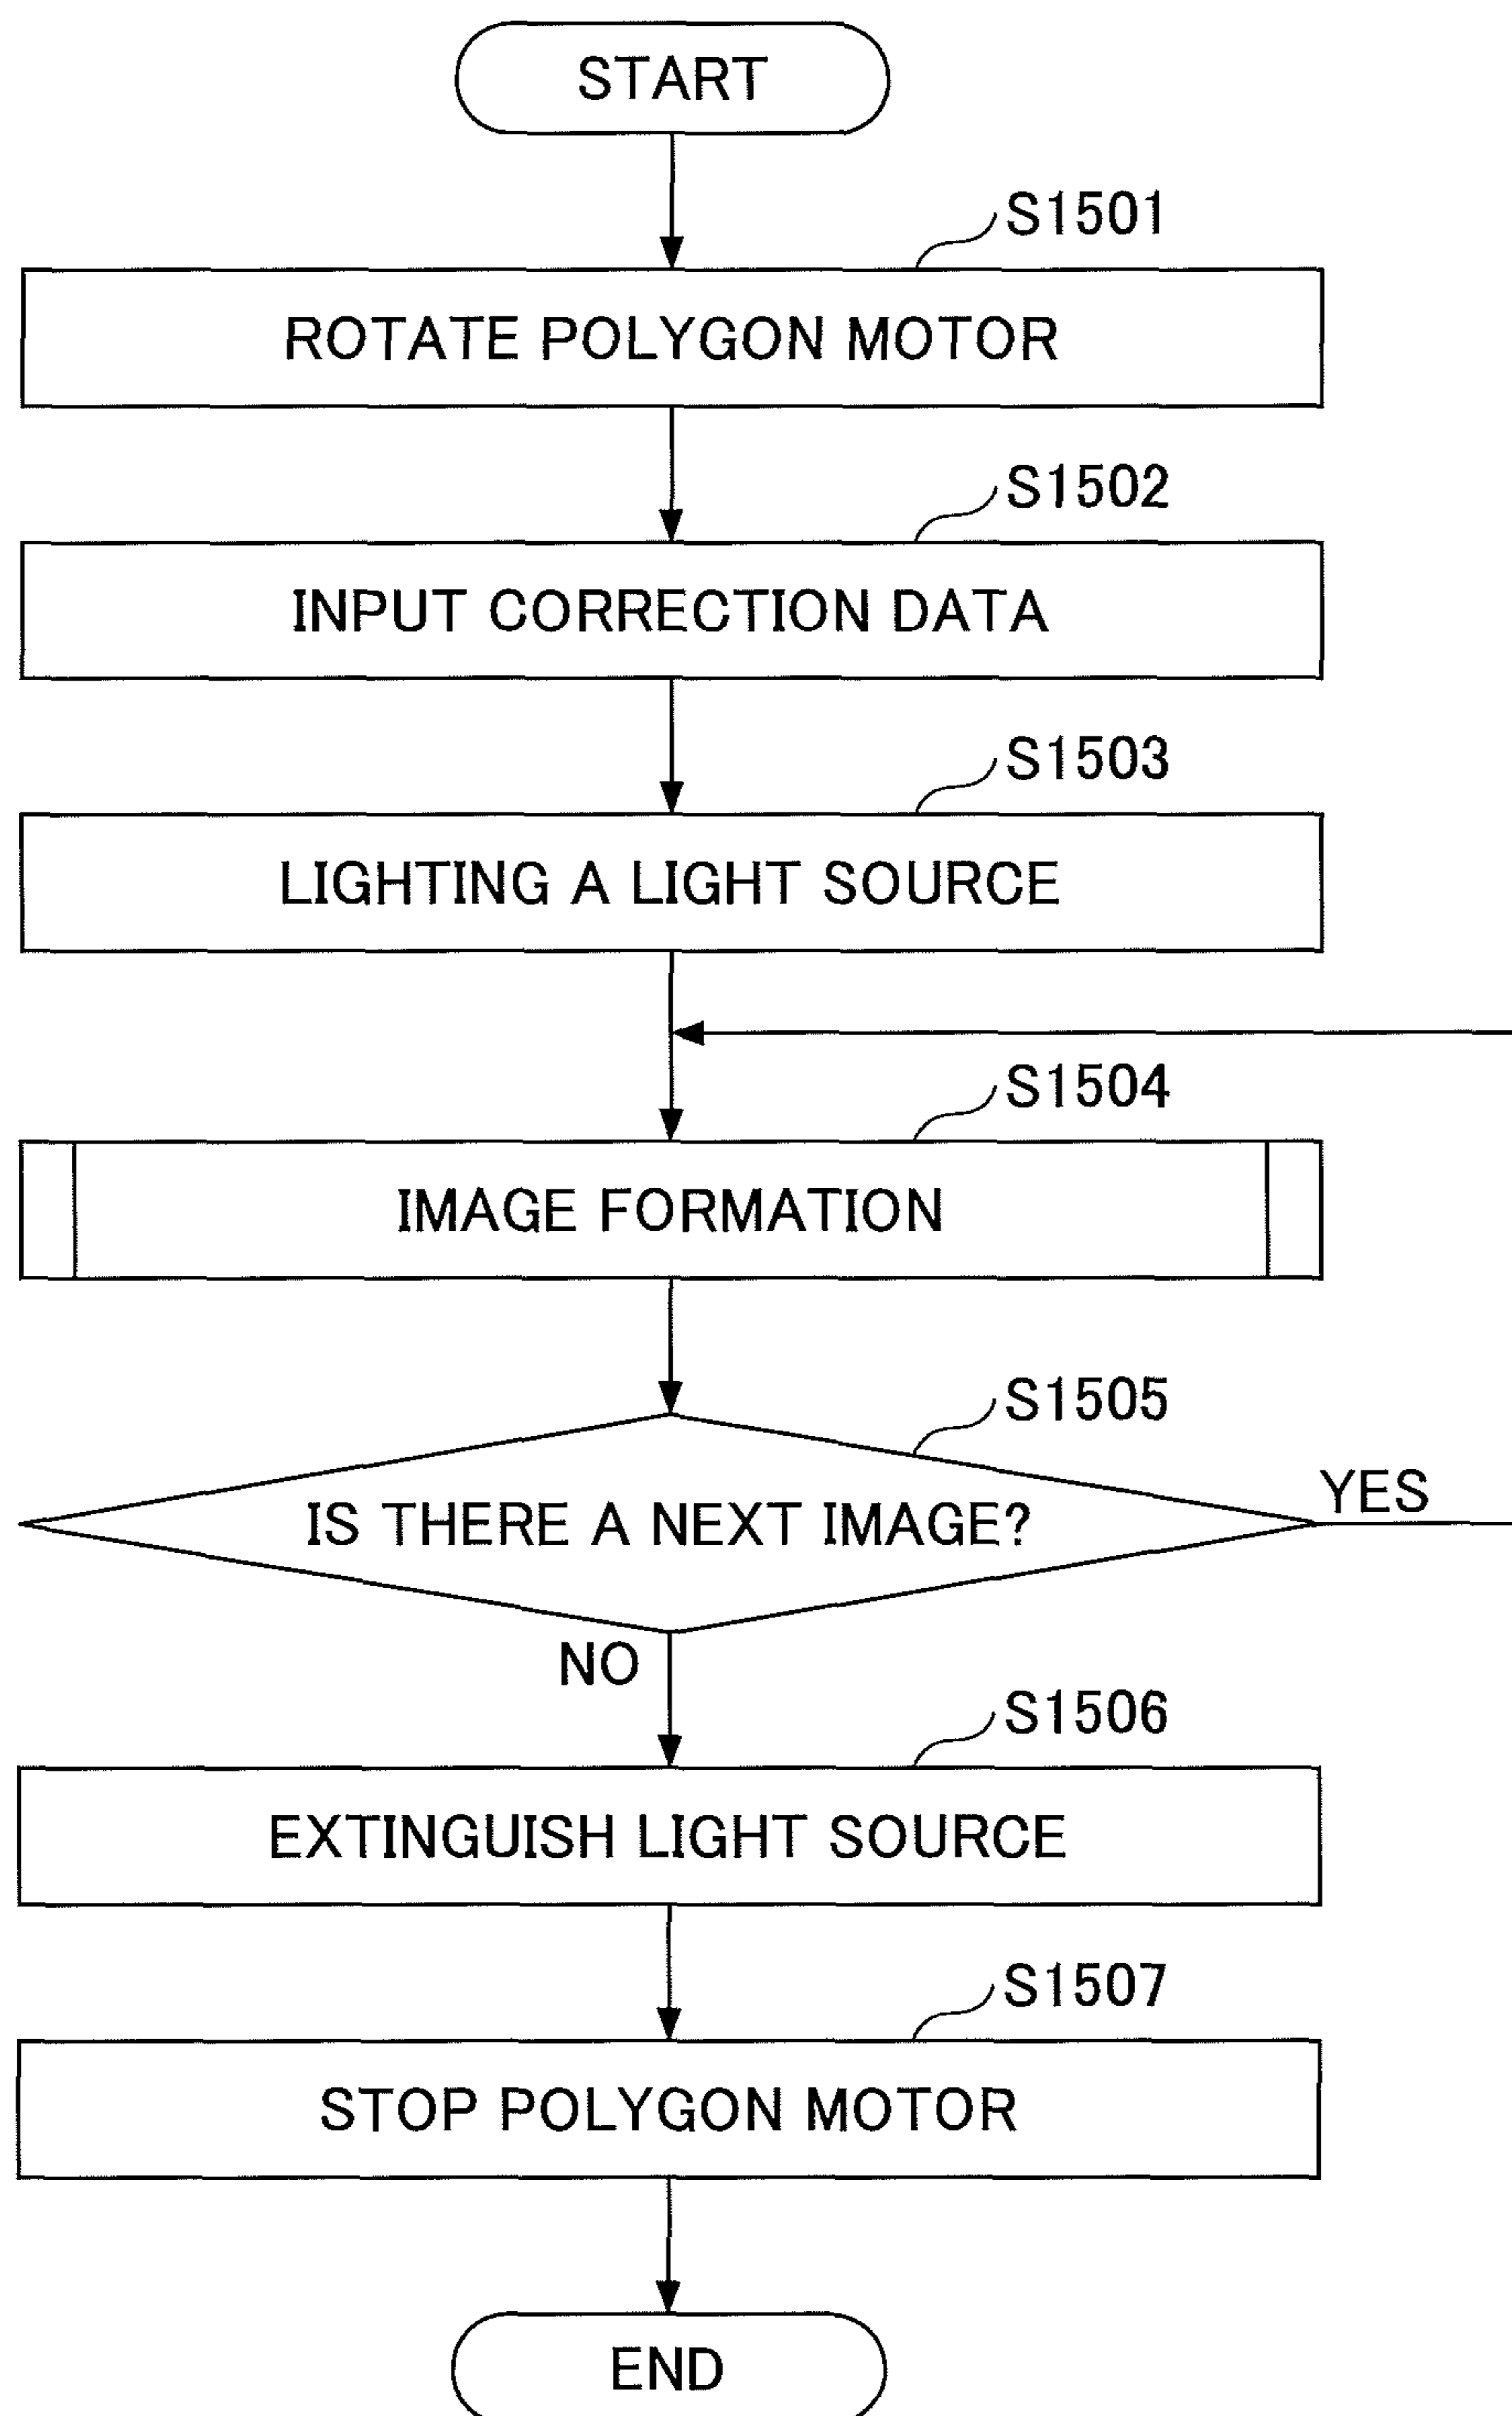 START
S1501
ROTATE POLYGON MOTOR
S1502
INPUT CORRECTION DATA
S1503
LIGHTING A LIGHT SOURCE
S1504
IMAGE FORMATION
S1505
IS THERE A NEXT IMAGE?
YES
NO
S1506
EXTINGUISH LIGHT SOURCE
S1507
STOP POLYGON MOTOR
END